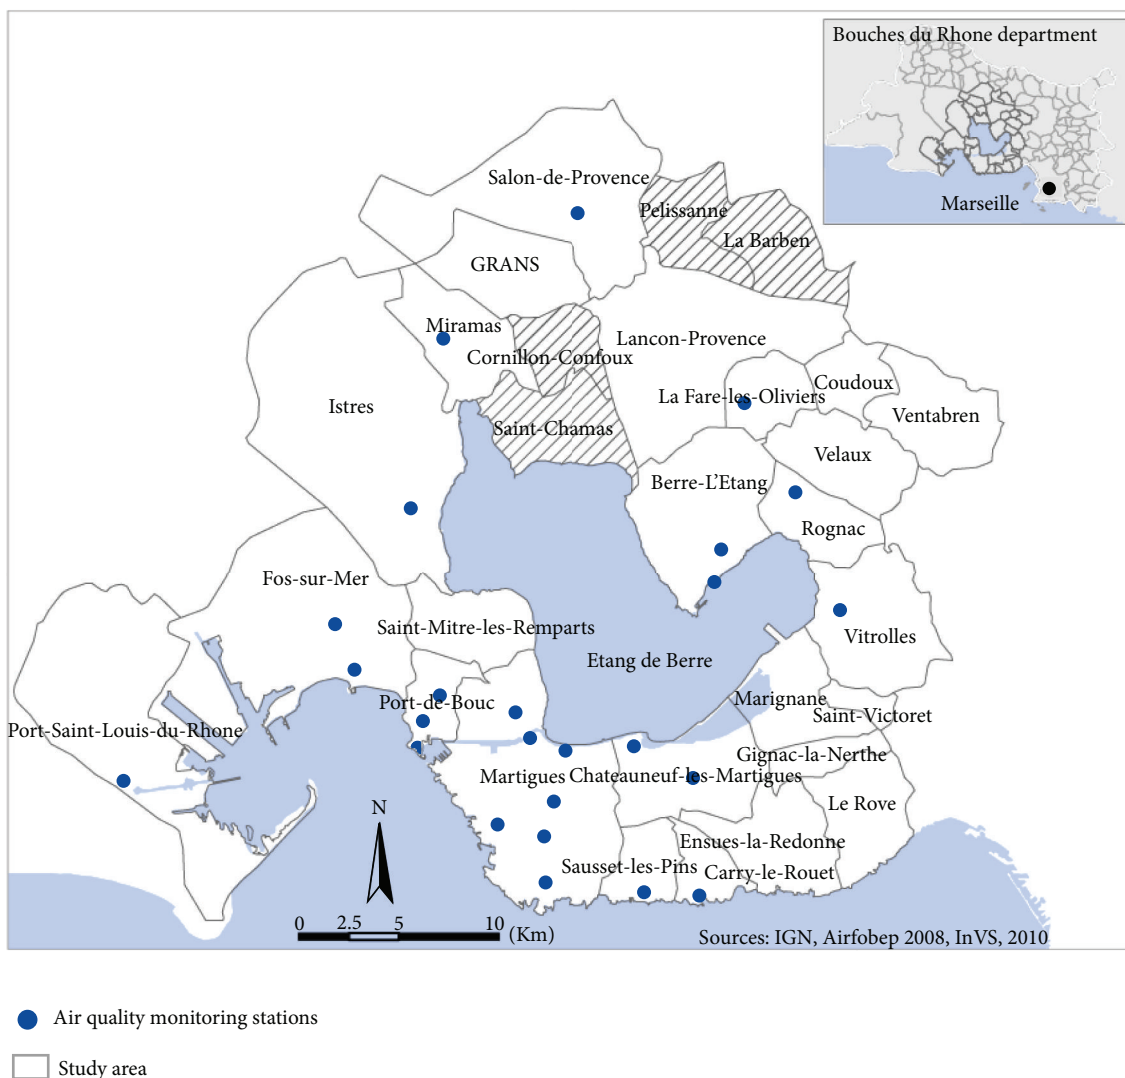 Bouches du Rhone department
Marseille
Salon-de-Provence
Pelissanne
La Barben
GRANS
Miramas
Cornillon-Confoux
Lancon-Provence
La Fare-les-Oliviers
Coudoux
Ventabren
Istres
Saint-Chamas
Velaux
Berre-L'Etang
Rognac
Fos-sur-Mer
Saint-Mitre-les-Remparts
Vitrolles
Etang de Berre
Port-de-Bouc
Marignane
Saint-Victoret
Port-Saint-Louis-du-Rhone
Gignac-la-Nerthe
Martigues
Chateauneuf-les-Martigues
Le Rove
N
Ensues-la-Redonne
Sausset-les-Pins
Carry-le-Rouet
0 2.5 5 10 (Km)
Sources: IGN, Airfobep 2008, InVS, 2010
Air quality monitoring stations
Study area